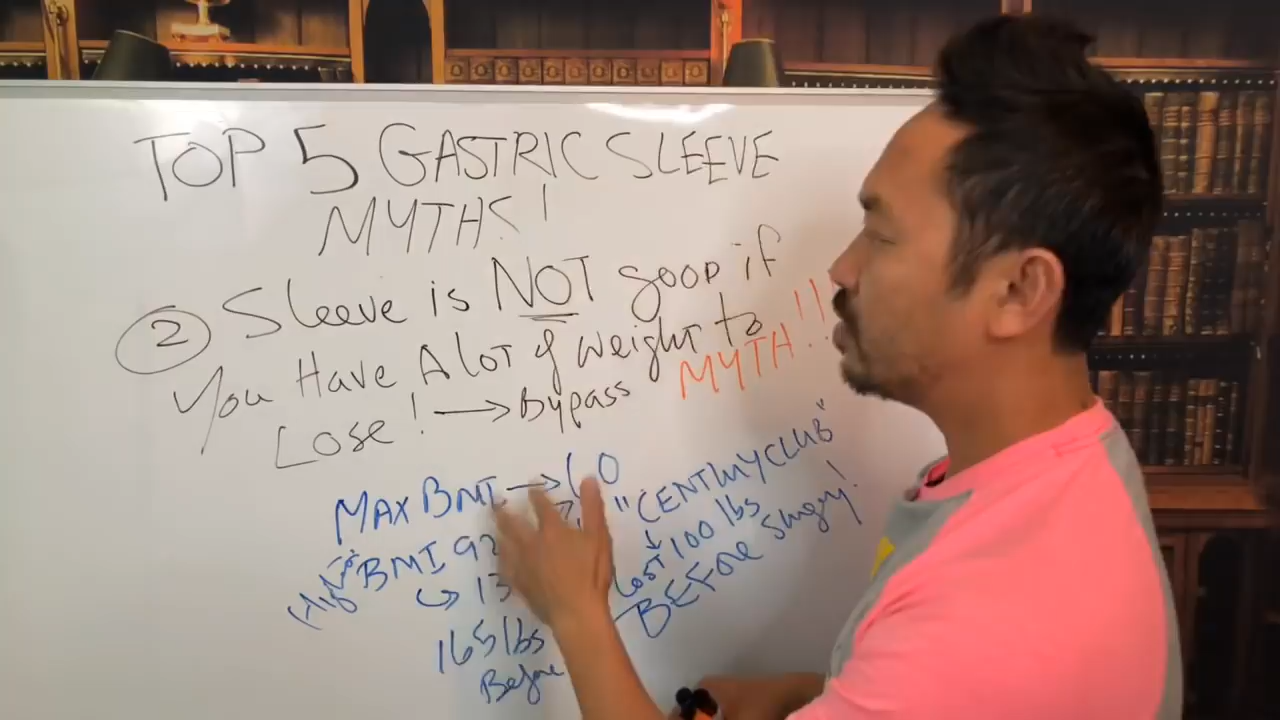 TOP 5 GASTRIC SLEEVE
MYTHS!
2 Sleeve is NOT good if
You Have A lot of weight to
Lose! → Bypass MYTH!!!
MAX BMI → 60
"CENTURY CLUB"
Highest BMI 92
Lost 100 lbs
BEFORE Surgery!
165 lbs
Before